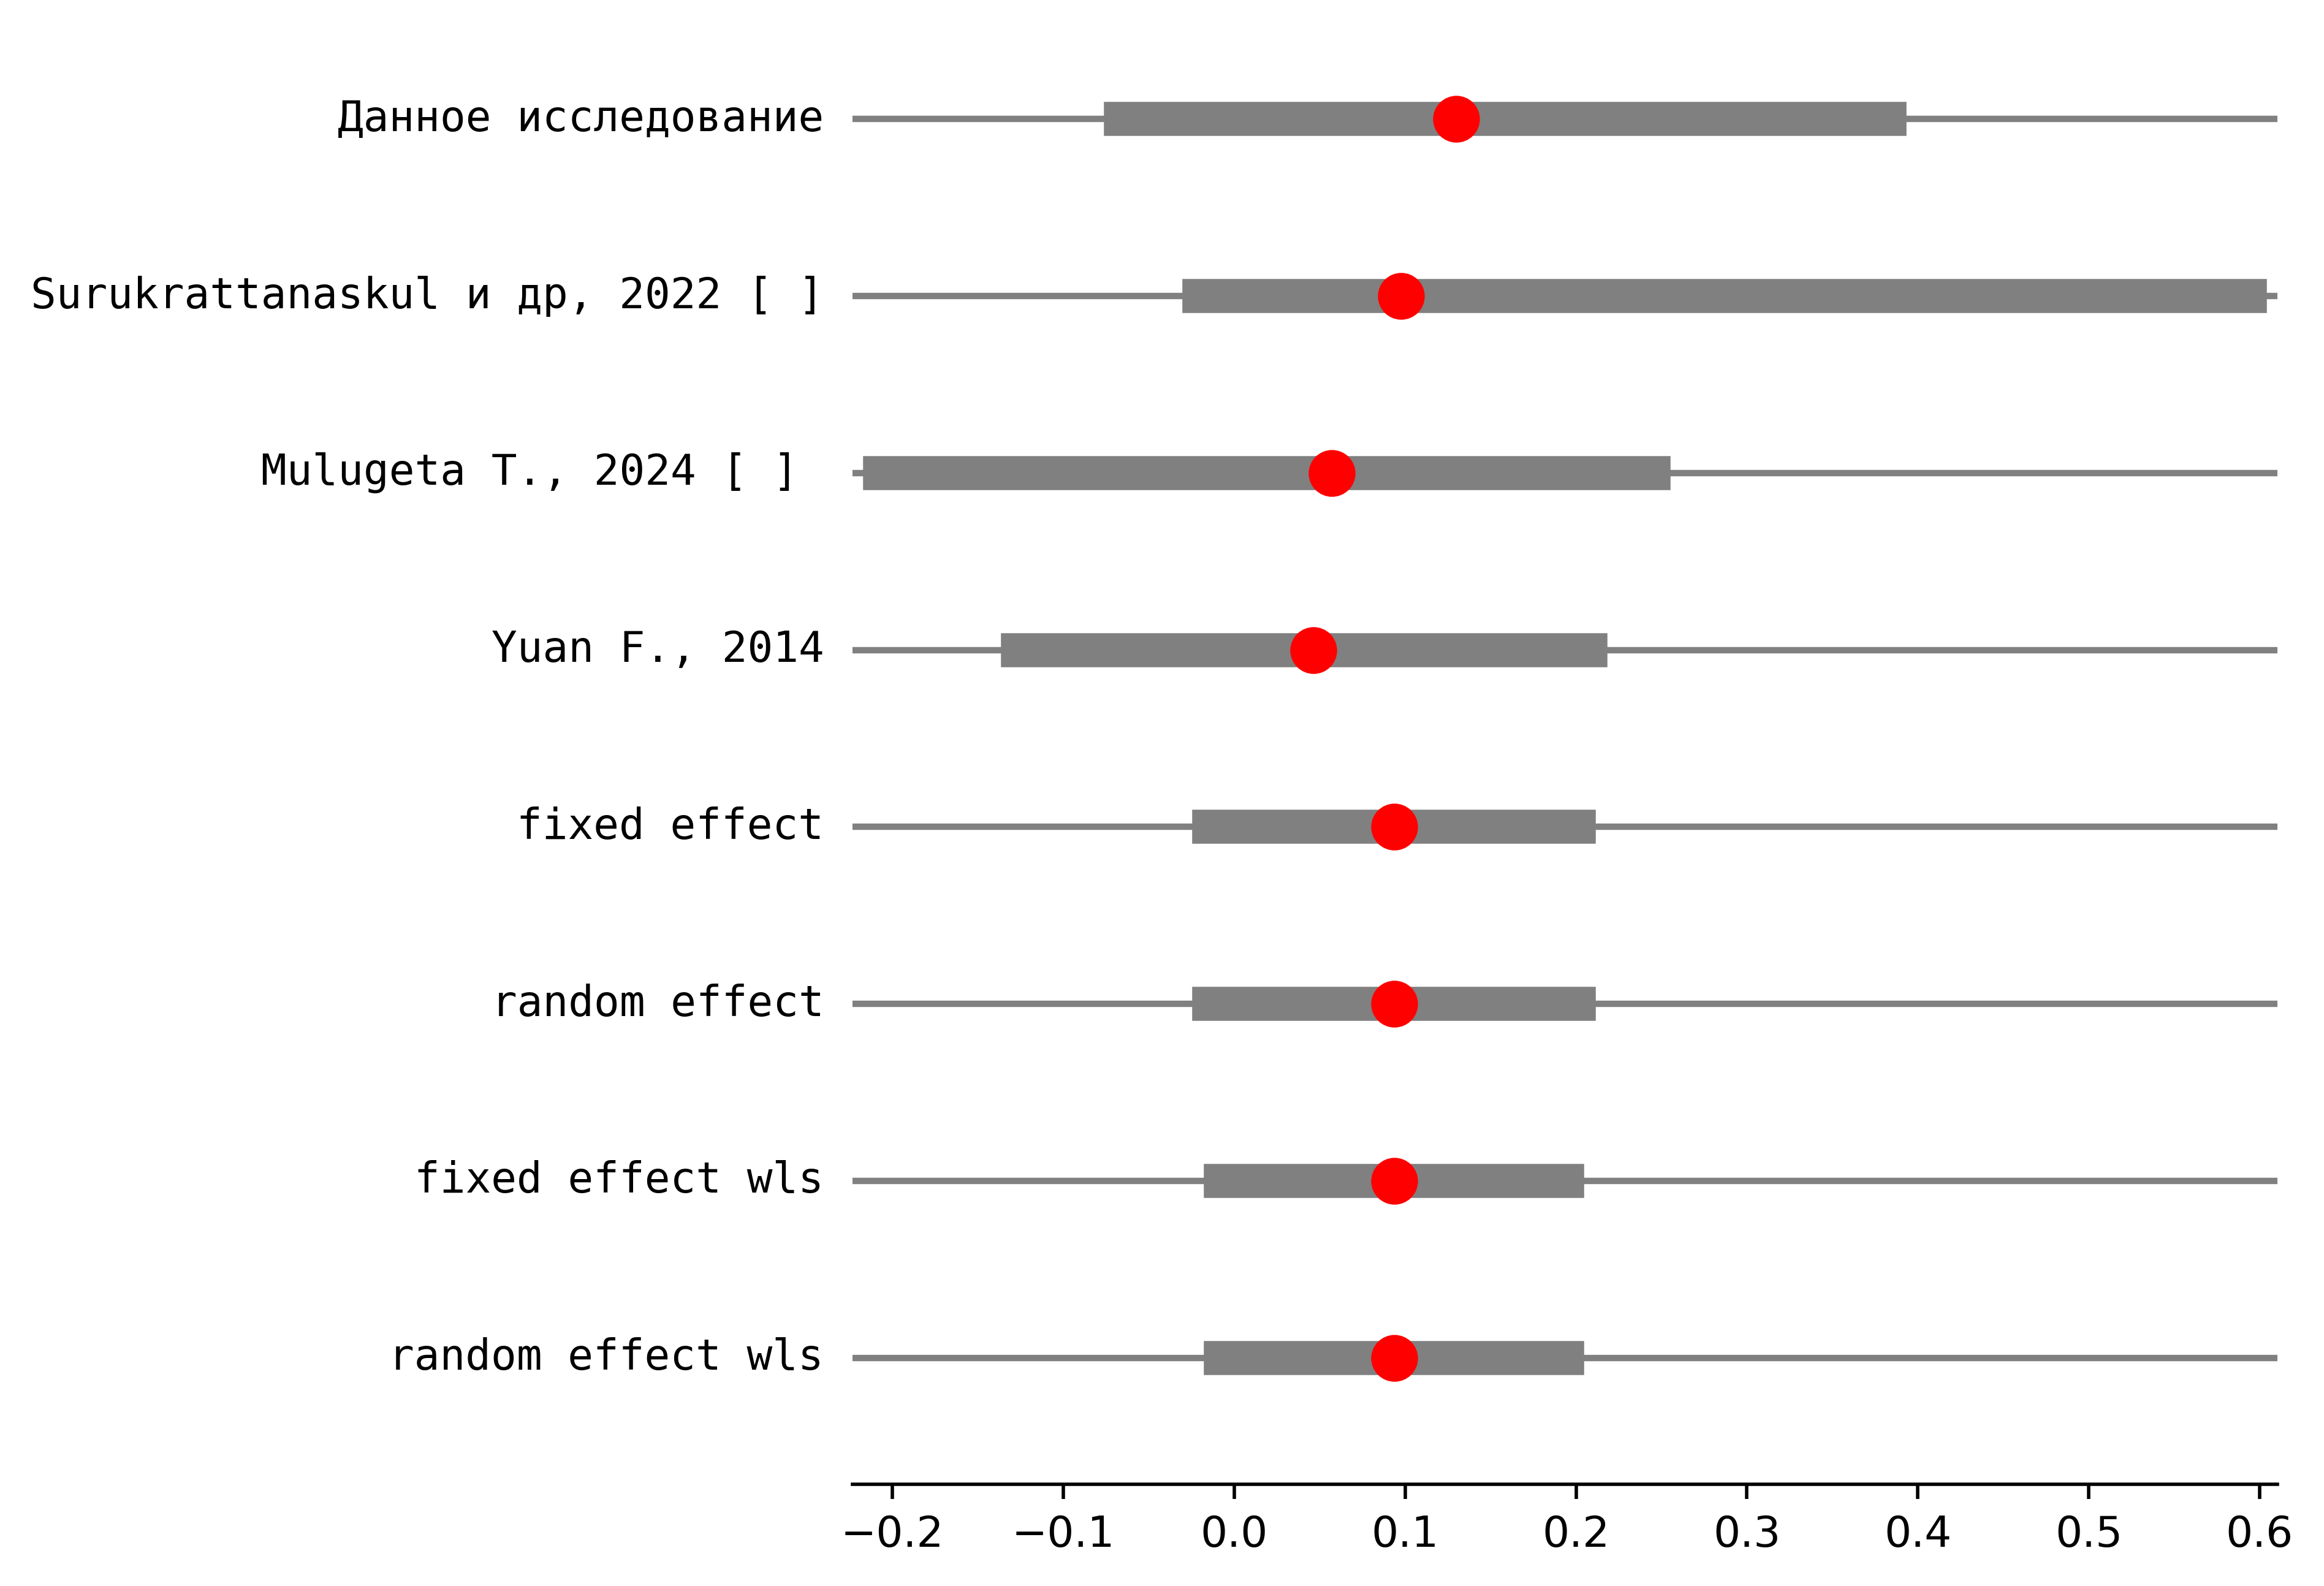 Данное исследование
Surukrattanaskul и др, 2022 [ ]
Mulugeta T., 2024 [ ]
Yuan F., 2014
fixed effect
random effect
fixed effect wls
random effect wls
−0.2 −0.1 0.0 0.1 0.2 0.3 0.4 0.5 0.6